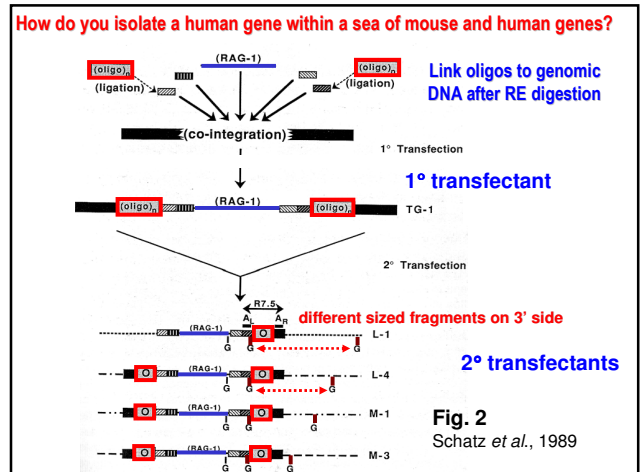 How do you isolate a human gene within a sea of mouse and human genes?
(RAG-1)
(oligo)n
(oligo)n
(ligation)
(ligation)
Link oligos to genomic
DNA after RE digestion
(co-integration)
1° Transfection
1° transfectant
(oligo)n
(RAG-1)
(oligo)n
TG-1
2° Transfection
R7.5
AL
AR
different sized fragments on 3' side
(RAG-1)
O
L-1
G
G
G
2° transfectants
O
(RAG-1)
O
L-4
G
G
G
O
(RAG-1)
O
M-1
G
G
G
Fig. 2
Schatz et al., 1989
O
(RAG-1)
O
M-3
G
G
G